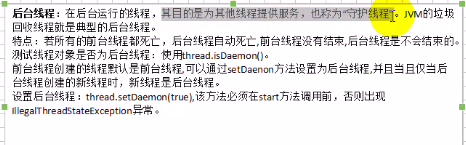 后台线程：在后台运行的线程，其目的是为其他线程提供服务，也称为“守护线程"。JVM的垃圾
回收线程就是典型的后台线程。
特点：若所有的前台线程都死亡，后台线程自动死亡,前台线程没有结束,后台线程是不会结束的。
测试线程对象是否为后台线程：使用thread.isDaemon()。
前台线程创建的线程默认是前台线程,可以通过setDaenon方法设置为后台线程,并且当且仅当后
台线程创建的新线程时，新线程是后台线程。
设置后台线程：thread.setDaemon(true),该方法必须在start方法调用前，否则出现
IllegalThreadStateException异常。